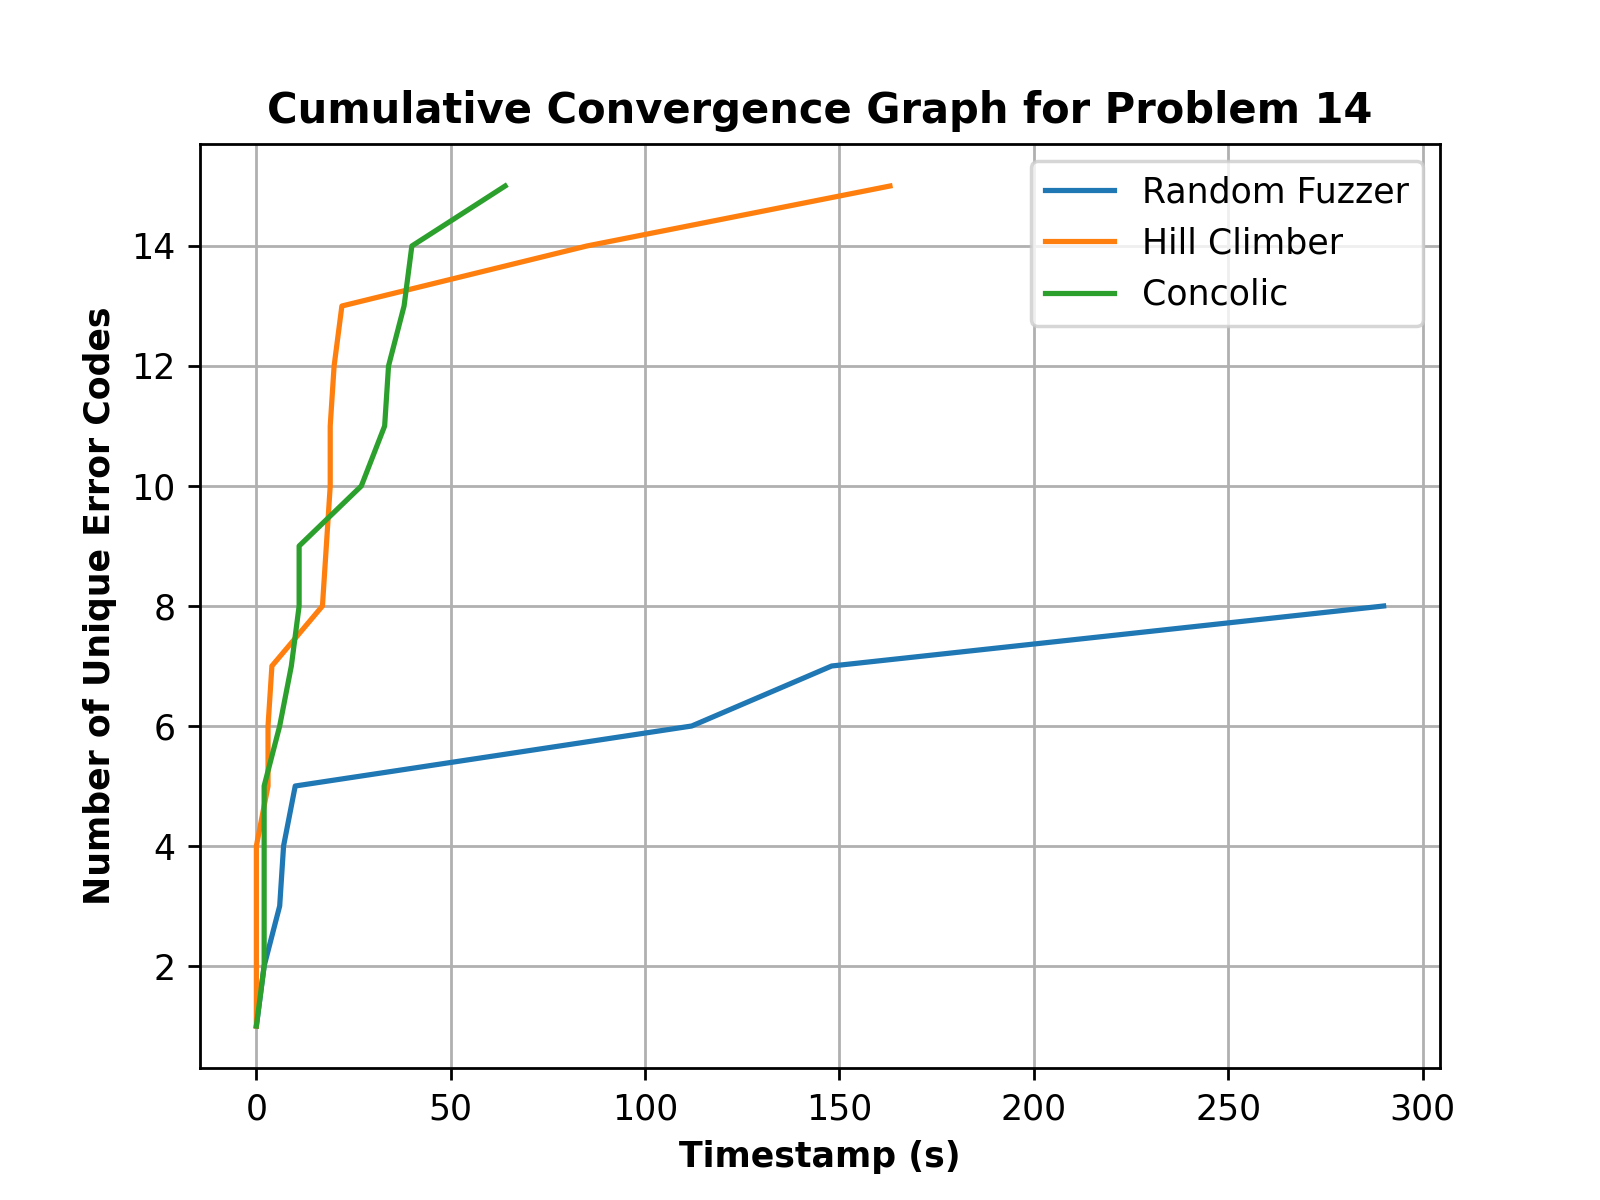 Cumulative Convergence Graph for Problem 14
Random Fuzzer
Hill Climber
Concolic
Number of Unique Error Codes
14
12
10
8
6
4
2
0 50 100 150 200 250 300
Timestamp (s)